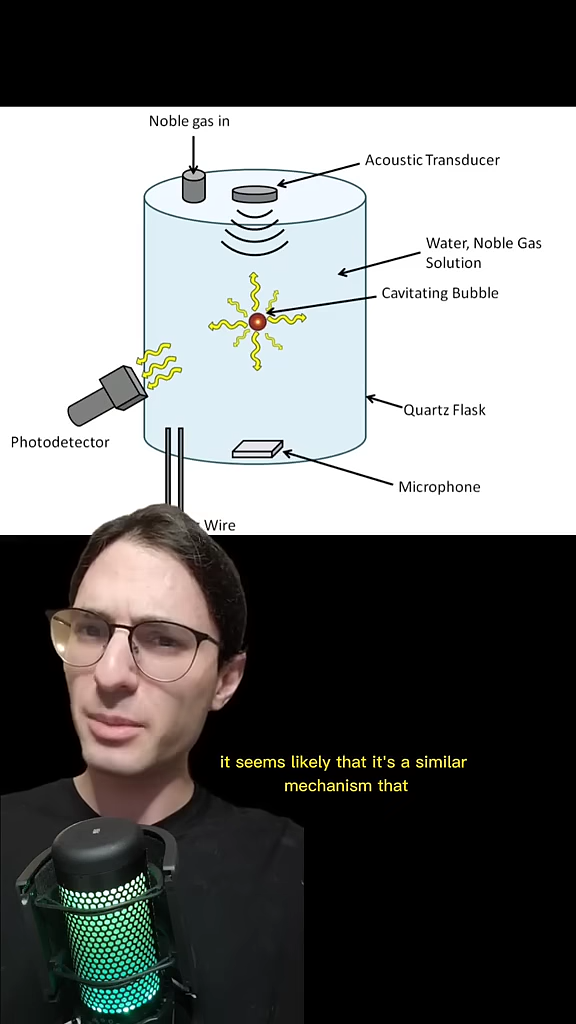 Noble gas in
Acoustic Transducer
Water, Noble Gas
Solution
Cavitating Bubble
Quartz Flask
Photodetector
Microphone
Wire
it seems likely that it's a similar
mechanism that